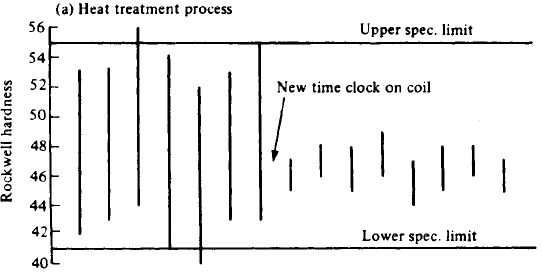 (a) Heat treatment process
Upper spec. limit
56
54
52
50
48
46
44
42
40
Rockwell hardness
New time clock on coil
Lower spec. limit